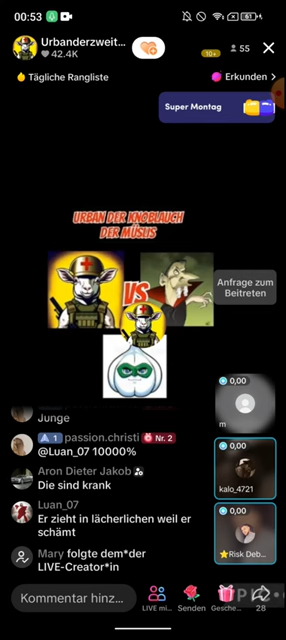 00:53
61
Urbanderzweit...
42.4K
10+
55
Tägliche Rangliste
Erkunden >
Super Montag
URBAN DER KNOBLAUCH
DER MÜSLIS
VS
Anfrage zum
Beitreten
0,00
m
Junge
1 passion.christi Nr. 2
@Luan_07 10000%
0,00
kalo_4721
Aron Dieter Jakob
Die sind krank
Luan_07
Er zieht in lächerlichen weil er
schämt
0,00
Risk Deb...
Mary folgte dem*der
LIVE-Creator*in
Kommentar hinz...
LIVE mi...
Senden
Gesche...
28